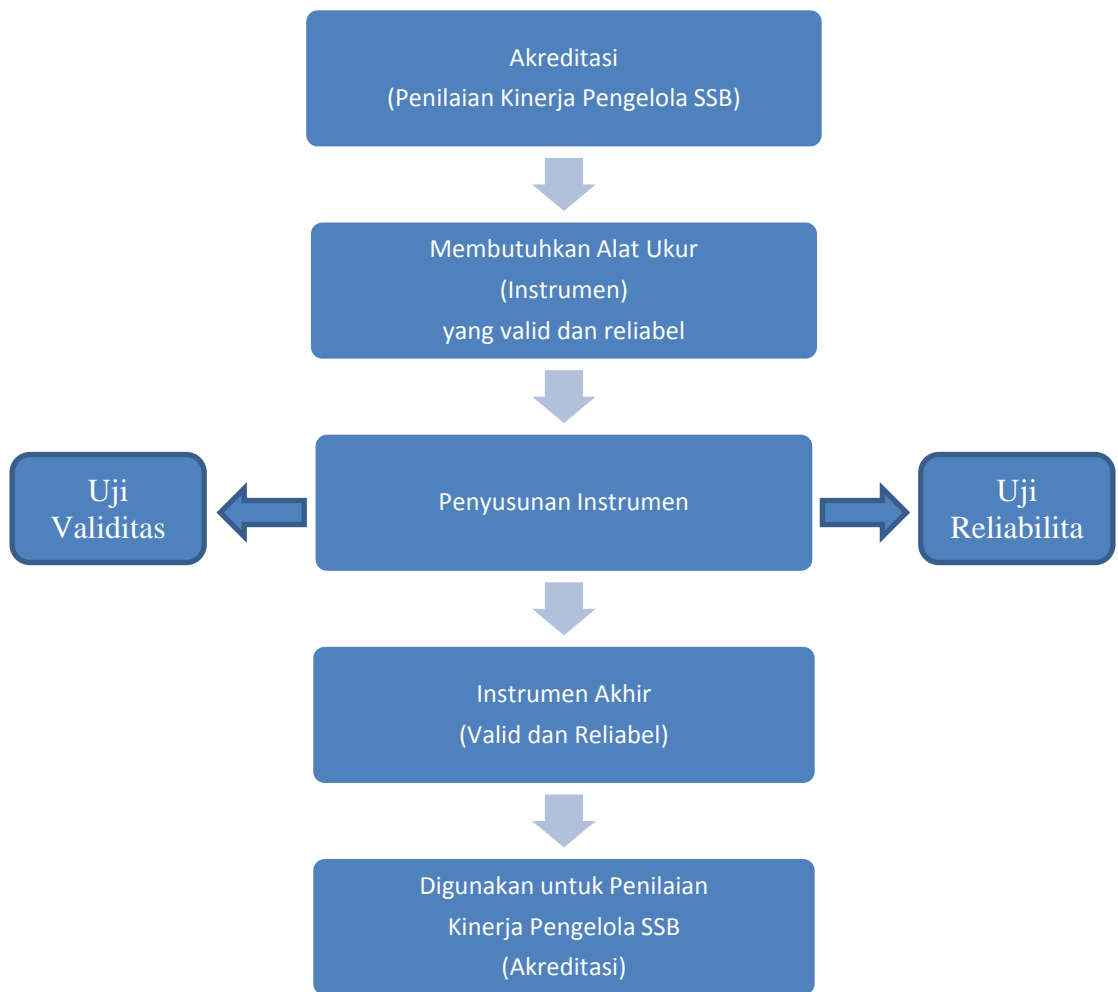 Akreditasi
(Penilaian Kinerja Pengelola SSB)
Membutuhkan Alat Ukur
(Instrumen)
yang valid dan reliabel
Uji
Validitas
Penyusunan Instrumen
Uji
Reliabilita
Instrumen Akhir
(Valid dan Reliabel)
Digunakan untuk Penilaian
Kinerja Pengelola SSB
(Akreditasi)